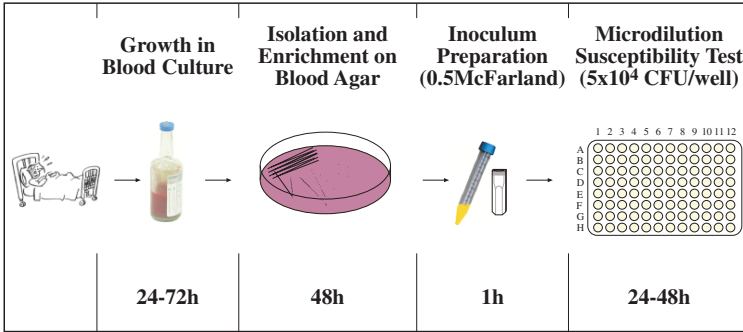 Growth in
Blood Culture
Isolation and
Enrichment on
Blood Agar
Inoculum
Preparation
(0.5McFarland)
Microdilution
Susceptibility Test
(5x10⁴ CFU/well)
1 2 3 4 5 6 7 8 9 10 11 12
A
B
C
D
E
F
G
H
24-72h
48h
1h
24-48h